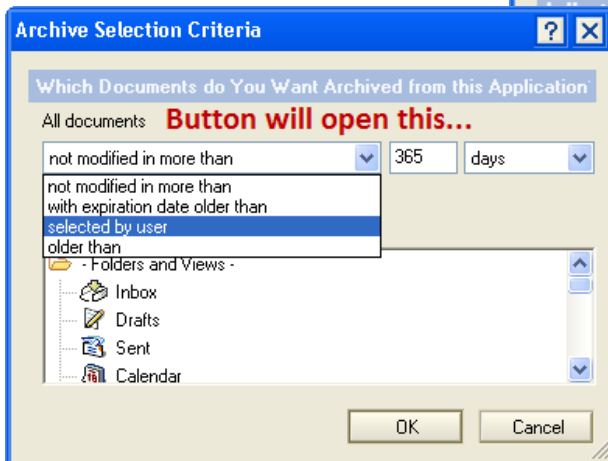 Archive Selection Criteria
Which Documents do You Want Archived from this Application
All documents Button will open this...
not modified in more than 365 days
not modified in more than
with expiration date older than
selected by user
older than
- Folders and Views -
Inbox
Drafts
Sent
Calendar
OK Cancel